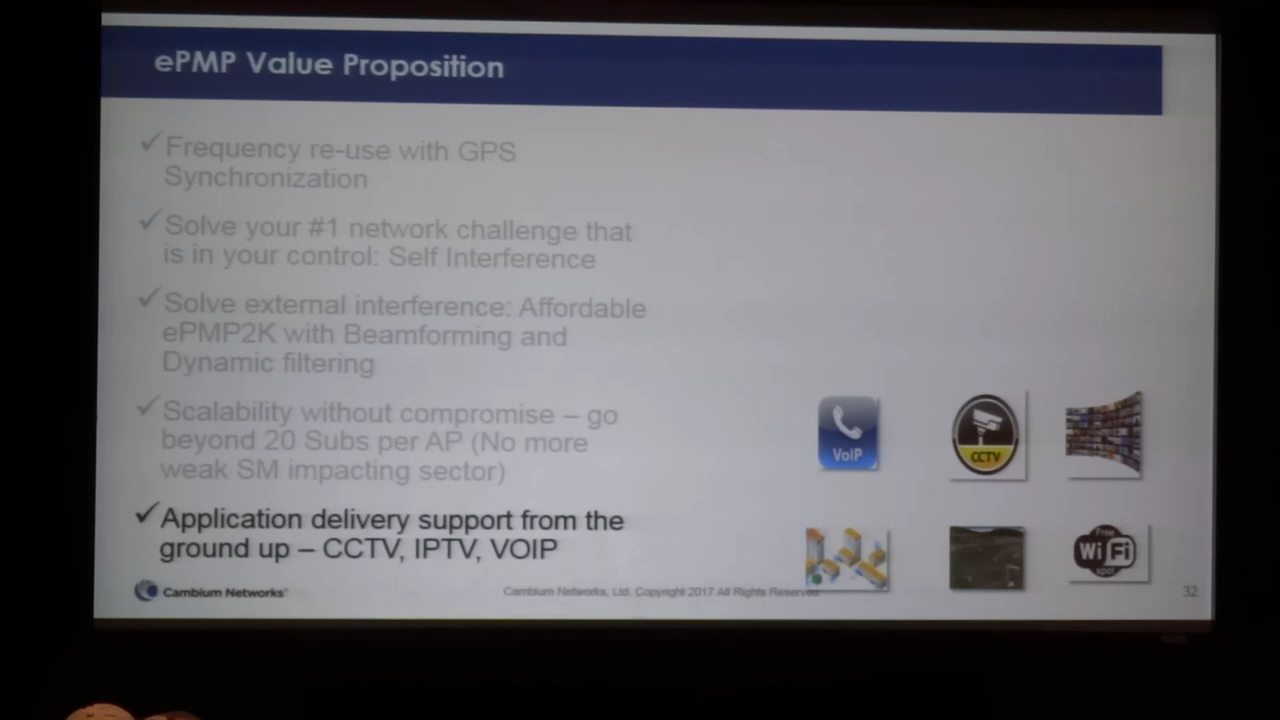 ePMP Value Proposition
✓Frequency re-use with GPS
Synchronization
✓Solve your #1 network challenge that
is in your control: Self Interference
✓Solve external interference: Affordable
ePMP2K with Beamforming and
Dynamic filtering
✓Scalability without compromise – go
beyond 20 Subs per AP (No more
weak SM impacting sector)
✓Application delivery support from the
ground up – CCTV, IPTV, VOIP
VoIP
CCTV
Free
WiFi
spot
Cambium Networks™
Cambium Networks, Ltd. Copyright 2017 All Rights Reserved
32